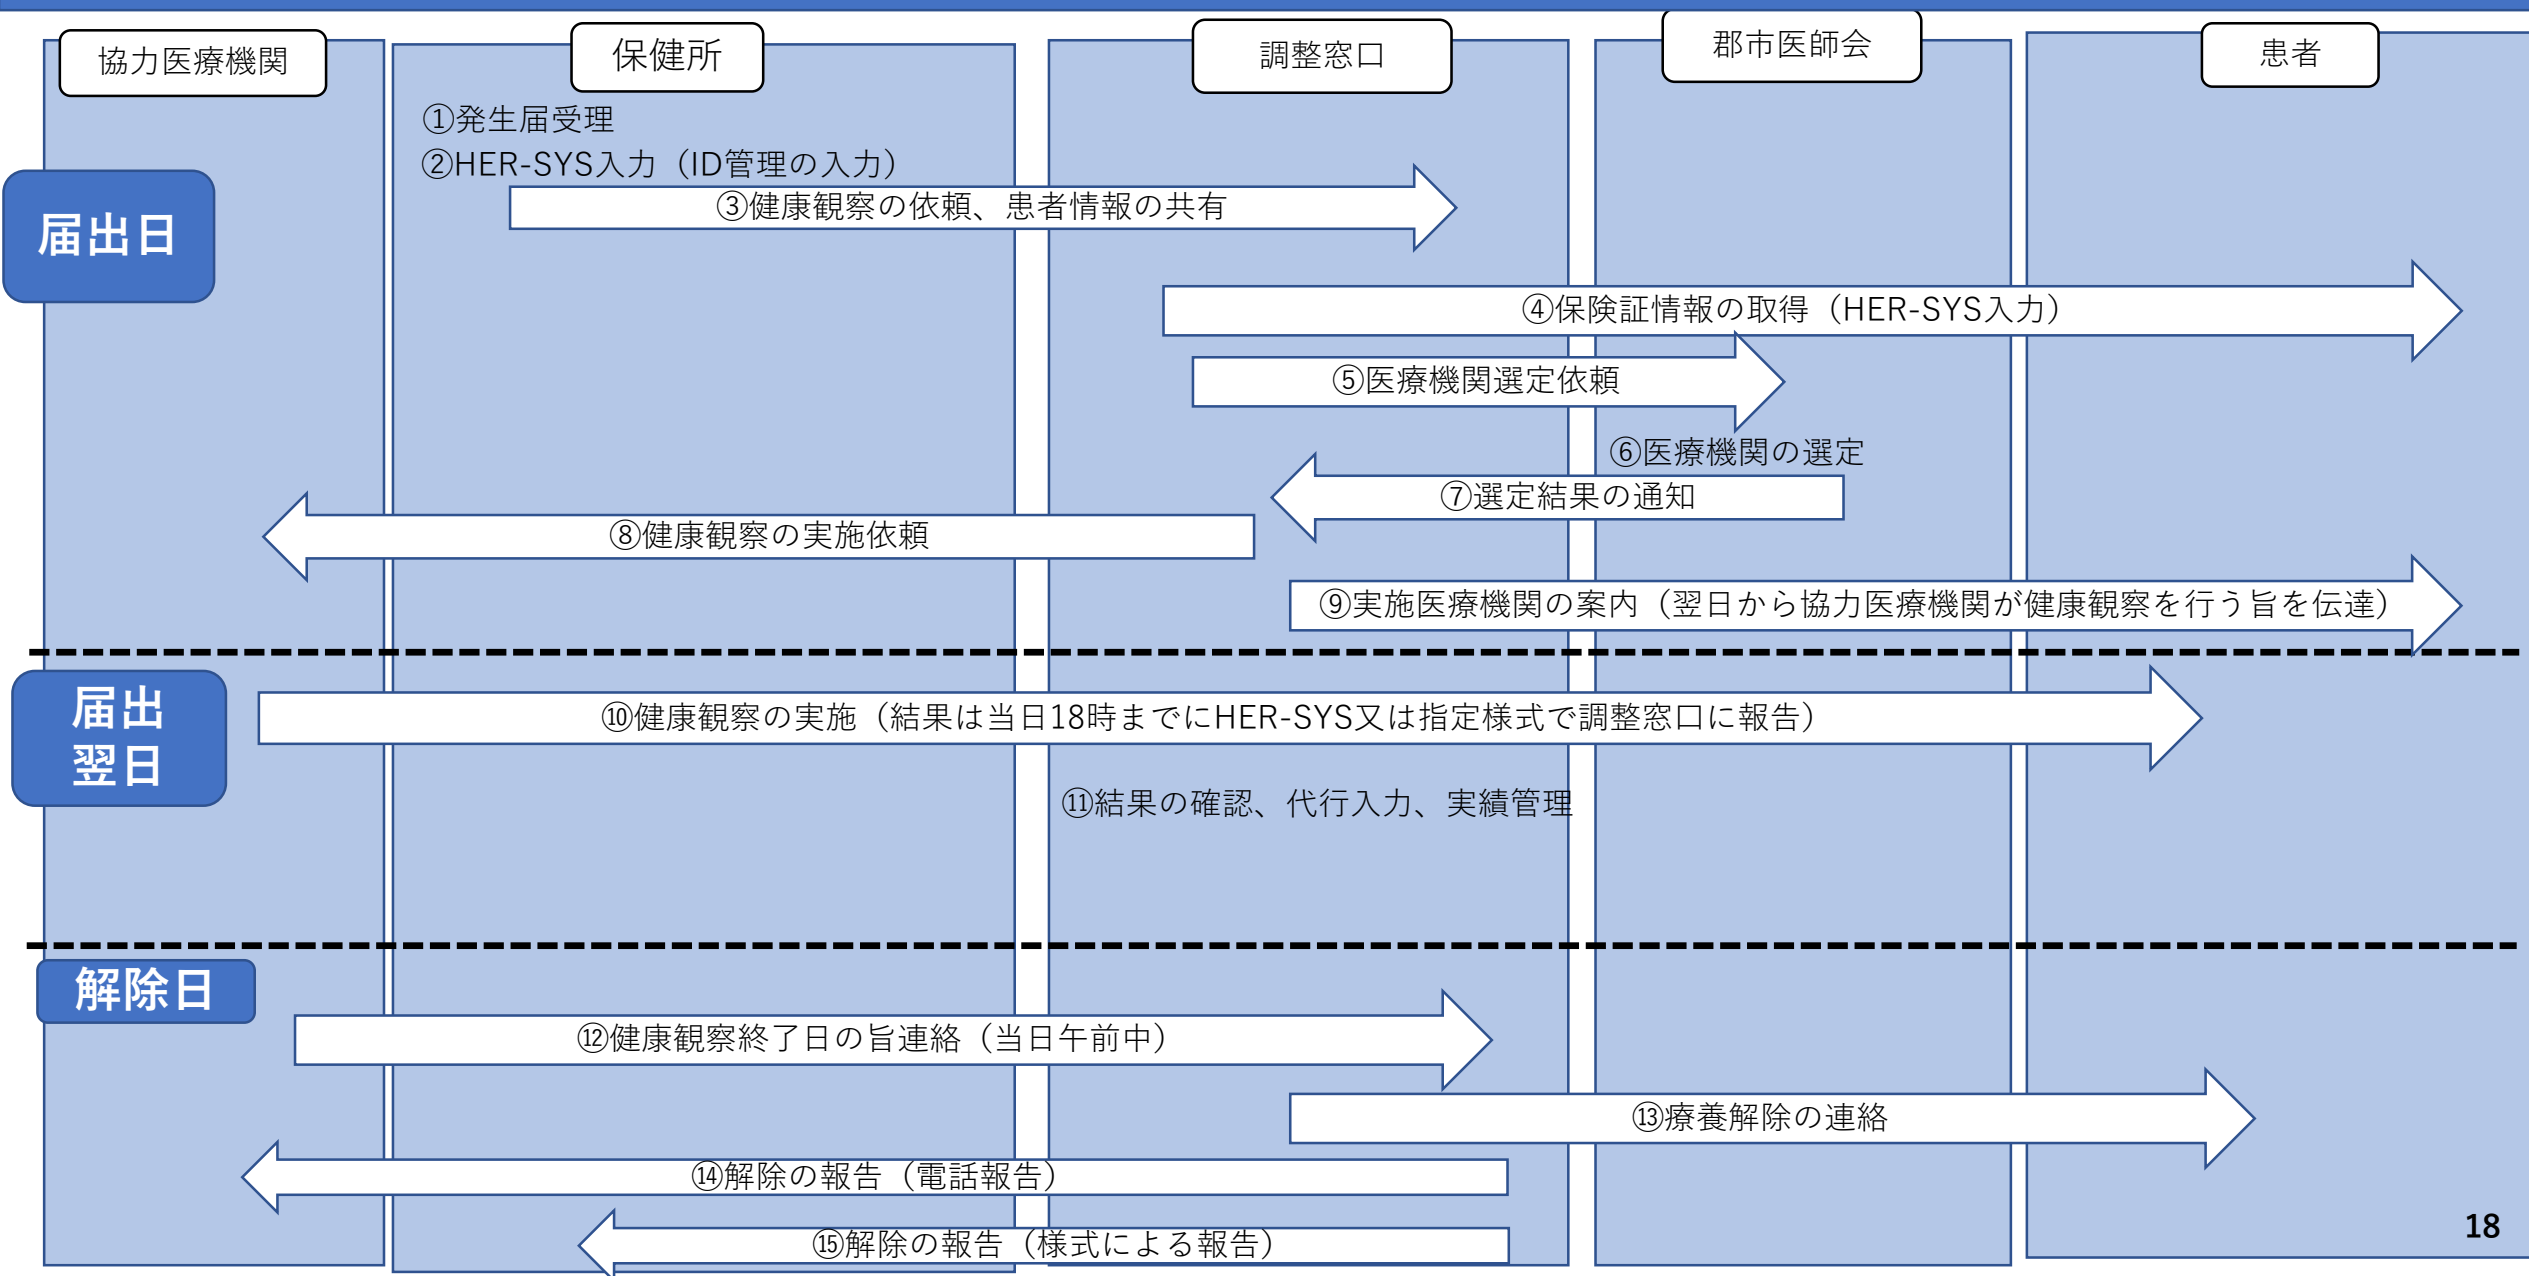 協力医療機関
保健所
調整窓口
郡市医師会
患者
①発生届受理
②HER-SYS入力（ID管理の入力）
届出日
③健康観察の依頼、患者情報の共有
④保険証情報の取得（HER-SYS入力）
⑤医療機関選定依頼
⑥医療機関の選定
⑦選定結果の通知
⑧健康観察の実施依頼
⑨実施医療機関の案内（翌日から協力医療機関が健康観察を行う旨を伝達）
届出
翌日
⑩健康観察の実施（結果は当日18時までにHER-SYS又は指定様式で調整窓口に報告）
⑪結果の確認、代行入力、実績管理
解除日
⑫健康観察終了日の旨連絡（当日午前中）
⑬療養解除の連絡
⑭解除の報告（電話報告）
⑮解除の報告（様式による報告）
18